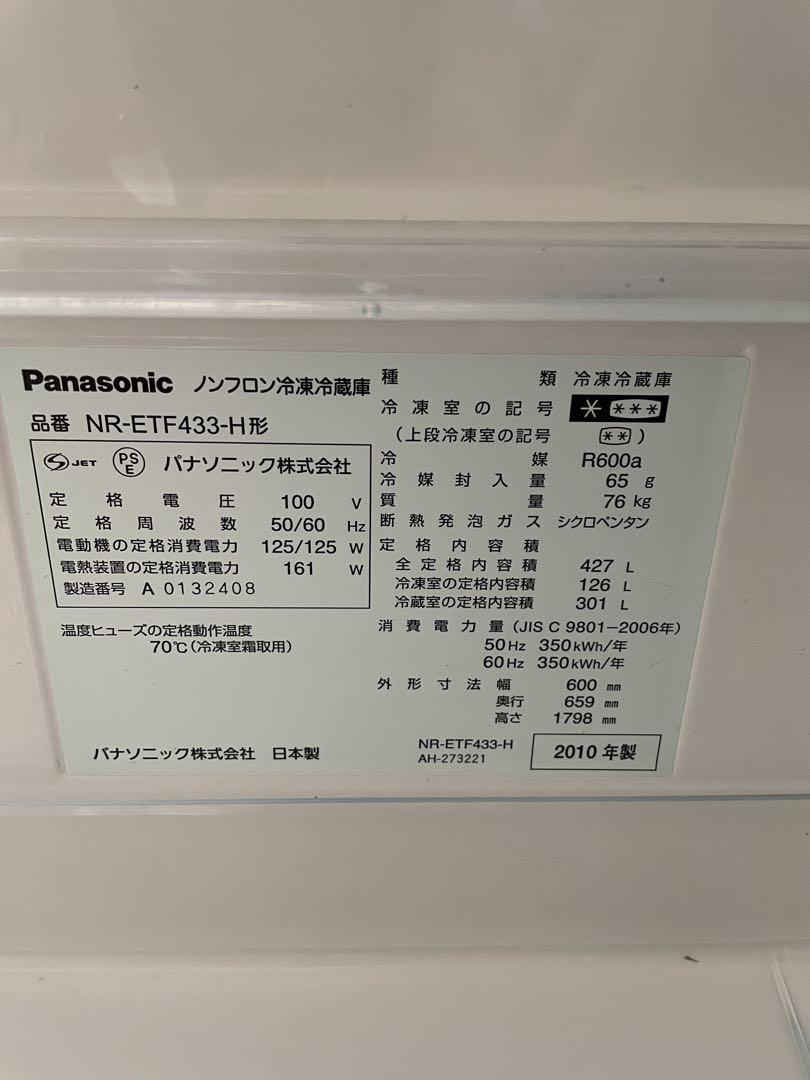 Panasonic ノンフロン冷凍冷蔵庫
品番 NR-ETF433-H形
S JET PS E パナソニック株式会社
定格電圧 100 V
定格周波数 50/60 Hz
電動機の定格消費電力 125/125 W
電熱装置の定格消費電力 161 W
製造番号 A 0132408
温度ヒューズの定格動作温度
70℃(冷凍室霜取用)
パナソニック株式会社 日本製
種類 冷凍冷蔵庫
冷凍室の記号 * ***
(上段冷凍室の記号 ** )
冷媒 R600a
冷媒封入量 65 g
質量 76 kg
断熱発泡ガス シクロペンタン
定格内容積
全定格内容積 427 L
冷凍室の定格内容積 126 L
冷蔵室の定格内容積 301 L
消費電力量(JIS C 9801-2006年)
50Hz 350kWh/年
60Hz 350kWh/年
外形寸法幅 600 mm
奥行 659 mm
高さ 1798 mm
NR-ETF433-H
AH-273221
2010 年製